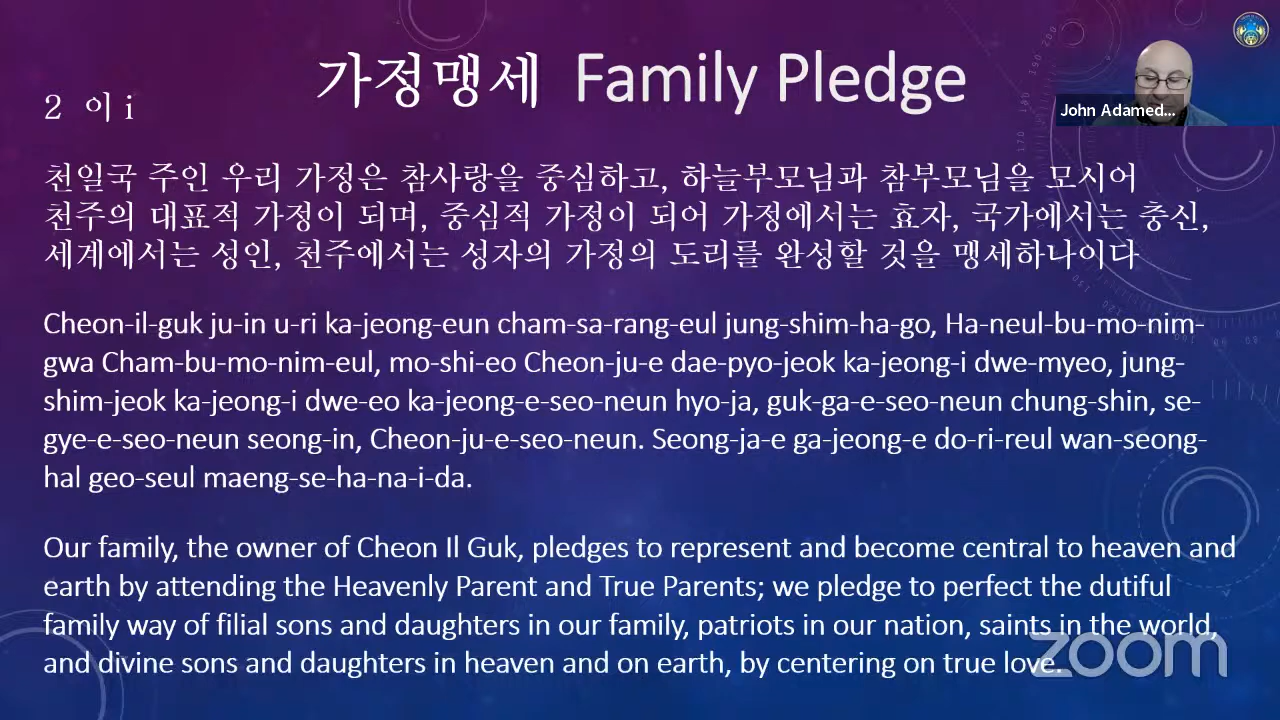 가정맹세 Family Pledge
John Adamed...
2 이 i
천일국 주인 우리 가정은 참사랑을 중심하고, 하늘부모님과 참부모님을 모시어
천주의 대표적 가정이 되며, 중심적 가정이 되어 가정에서는 효자, 국가에서는 충신,
세계에서는 성인, 천주에서는 성자의 가정의 도리를 완성할 것을 맹세하나이다
Cheon-il-guk ju-in u-ri ka-jeong-eun cham-sa-rang-eul jung-shim-ha-go, Ha-neul-bu-mo-nim-
gwa Cham-bu-mo-nim-eul, mo-shi-eo Cheon-ju-e dae-pyo-jeok ka-jeong-i dwe-myeo, jung-
shim-jeok ka-jeong-i dwe-eo ka-jeong-e-seo-neun hyo-ja, guk-ga-e-seo-neun chung-shin, se-
gye-e-seo-neun seong-in, Cheon-ju-e-seo-neun. Seong-ja-e ga-jeong-e do-ri-reul wan-seong-
hal geo-seul maeng-se-ha-na-i-da.
Our family, the owner of Cheon Il Guk, pledges to represent and become central to heaven and
earth by attending the Heavenly Parent and True Parents; we pledge to perfect the dutiful
family way of filial sons and daughters in our family, patriots in our nation, saints in the world,
and divine sons and daughters in heaven and on earth, by centering on true love.
zoom